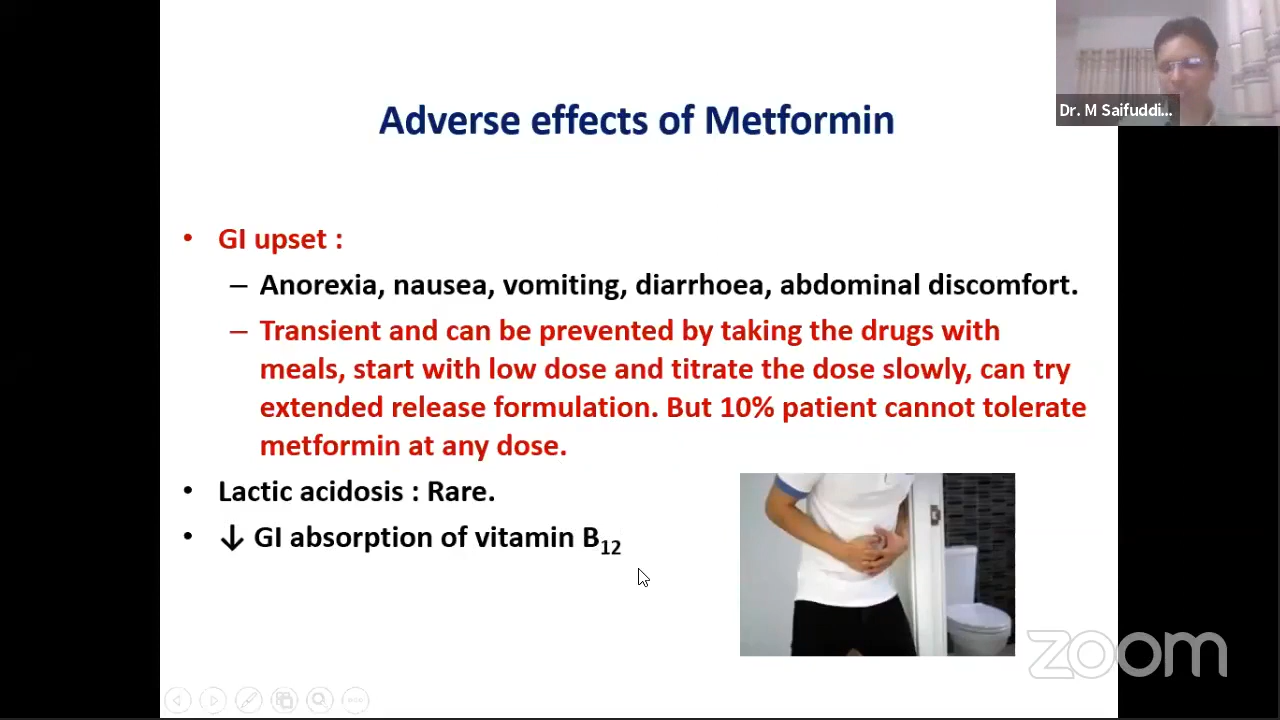 Dr. M Saifuddi...
Adverse effects of Metformin
• GI upset :
– Anorexia, nausea, vomiting, diarrhoea, abdominal discomfort.
– Transient and can be prevented by taking the drugs with
meals, start with low dose and titrate the dose slowly, can try
extended release formulation. But 10% patient cannot tolerate
metformin at any dose.
• Lactic acidosis : Rare.
• ↓ GI absorption of vitamin B₁₂
zoom